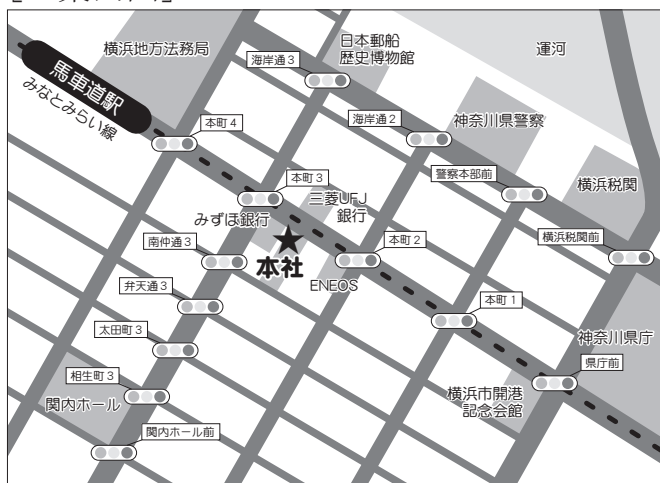 横浜地方法務局
馬車道駅
みなとみらい線
日本郵船
歴史博物館
運河
海岸通3
海岸通2
神奈川県警察
警察本部前
横浜税関
横浜税関前
本町4
本町3
三菱UFJ
銀行
みずほ銀行
南仲通3
本社
本町2
ENEOS
弁天通3
本町1
太田町3
神奈川県庁
県庁前
相生町3
関内ホール
横浜市開港
記念会館
関内ホール前